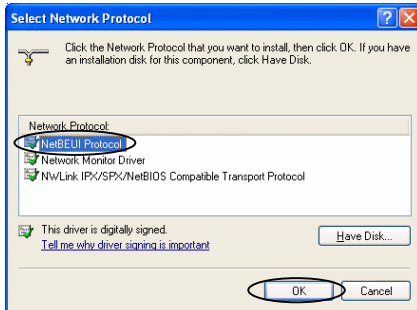 Select Network Protocol
Click the Network Protocol that you want to install, then click OK. If you have
an installation disk for this component, click Have Disk.
Network Protocol:
NetBEUI Protocol
Network Monitor Driver
NWLink IPX/SPX/NetBIOS Compatible Transport Protocol
This driver is digitally signed.
Tell me why driver signing is important
Have Disk...
OK
Cancel